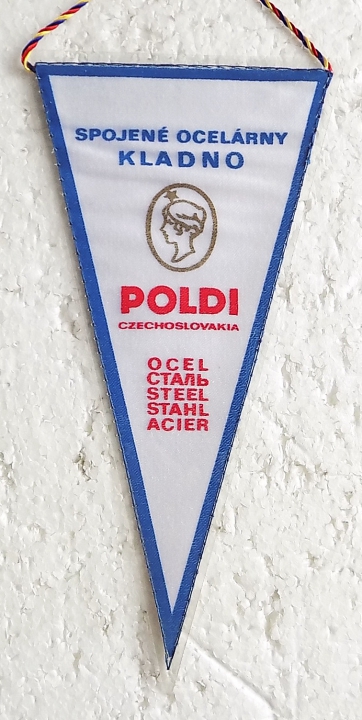 SPOJENÉ OCELÁRNY
KLADNO
POLDI
CZECHOSLOVAKIA
OCEL
СТАЛЬ
STEEL
STAHL
ACIER